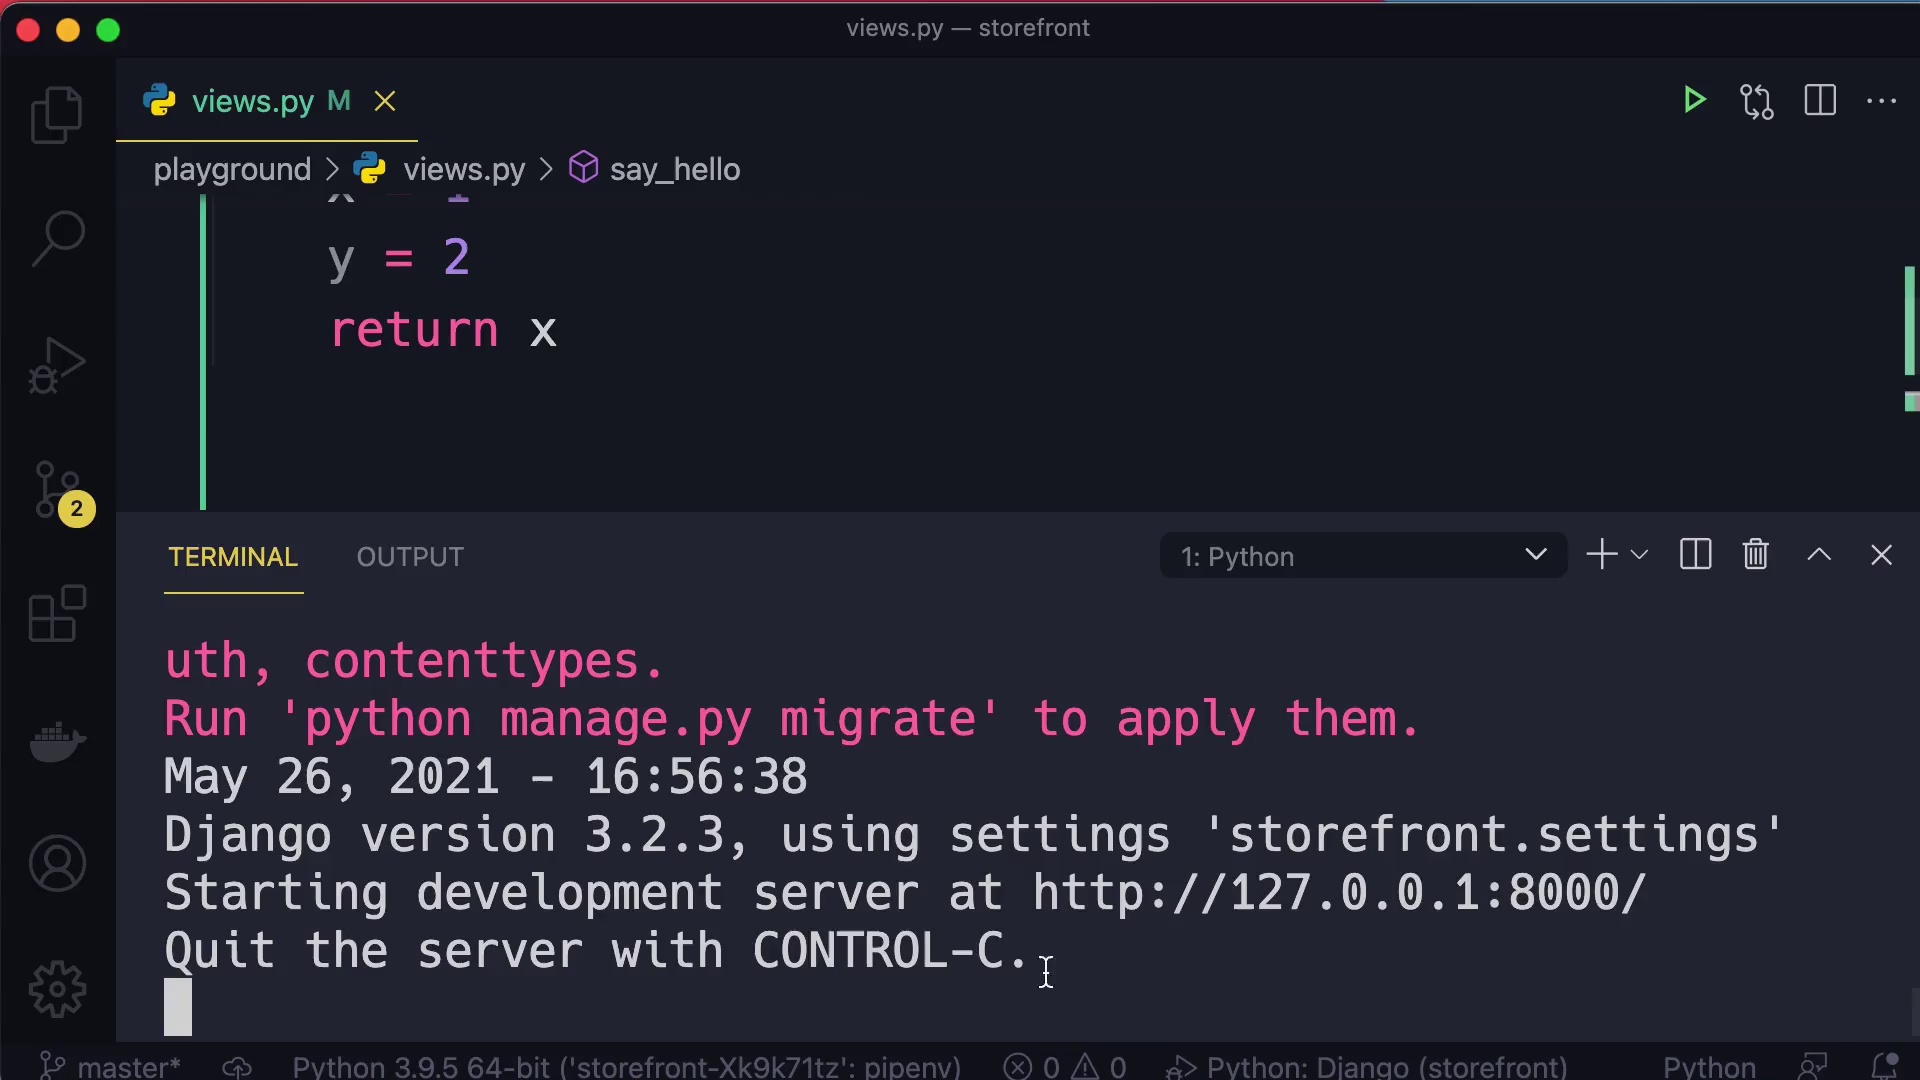 views.py — storefront
views.py M
playground > views.py > say_hello
x = 1
y = 2
return x
2
TERMINAL
OUTPUT
1: Python
uth, contenttypes.
Run 'python manage.py migrate' to apply them.
May 26, 2021 - 16:56:38
Django version 3.2.3, using settings 'storefront.settings'
Starting development server at http://127.0.0.1:8000/
Quit the server with CONTROL-C.
master*
Python 3.9.5 64-bit ('storefront-Xk9k71tz': pipenv)
0
0
Python: Django (storefront)
Python